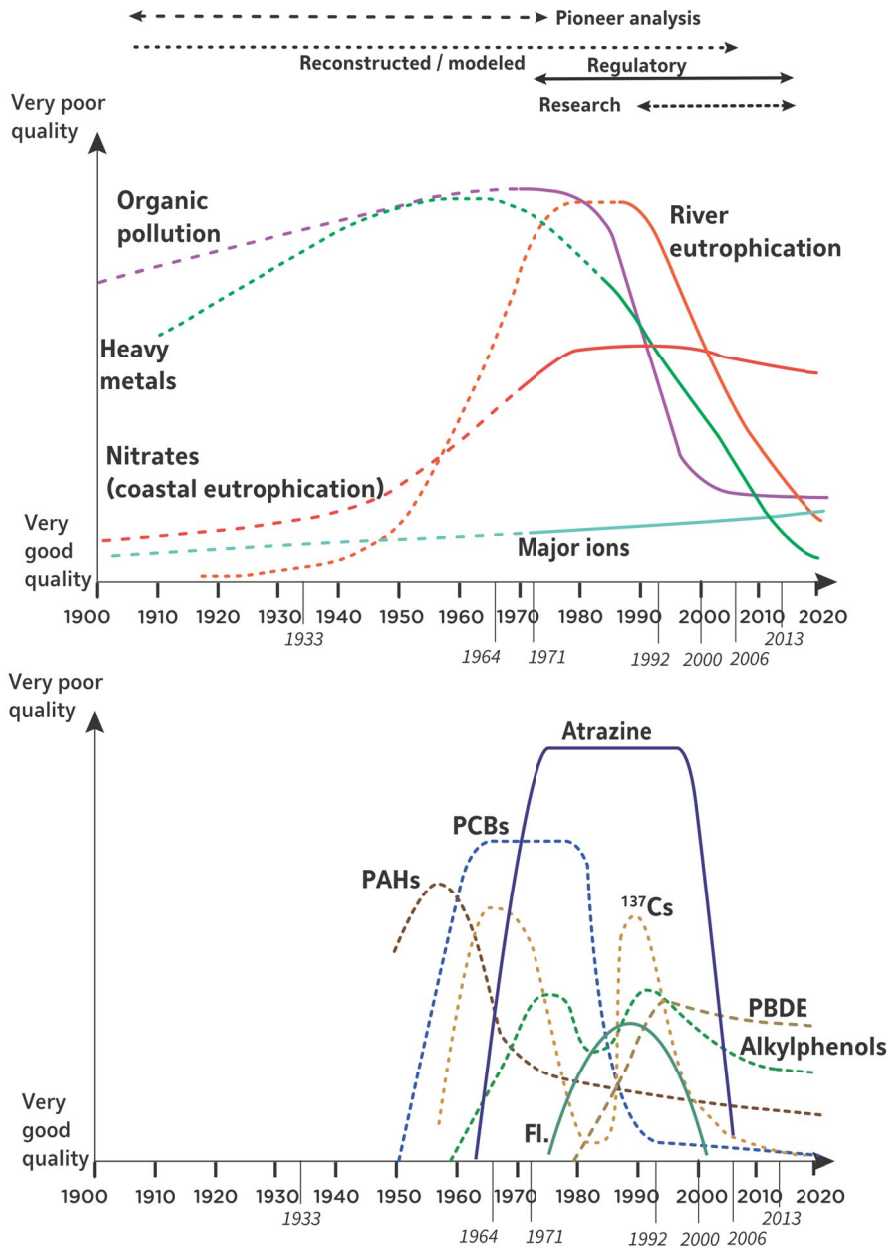 Pioneer analysis
Reconstructed / modeled
Regulatory
Research
Very poor
quality
Organic
pollution
River
eutrophication
Heavy
metals
Nitrates
(coastal eutrophication)
Very
good
quality
Major ions
1900 1910 1920 1930 1940 1950 1960 1970 1980 1990 2000 2010 2020
1933 1964 1971 1992 2000 2006 2013
Very poor
quality
Atrazine
PCBs
PAHs
137Cs
PBDE
Alkylphenols
Fl.
Very
good
quality
1900 1910 1920 1930 1940 1950 1960 1970 1980 1990 2000 2010 2020
1933 1964 1971 1992 2000 2006 2013